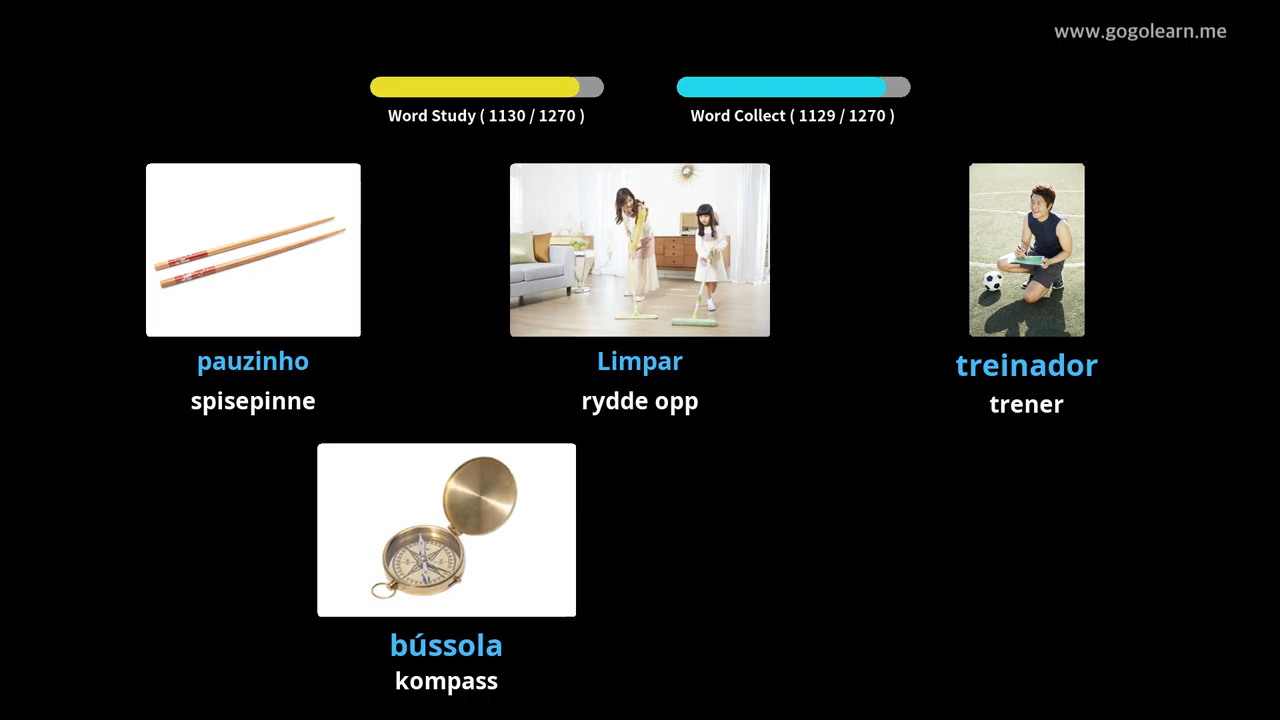 www.gogolearn.me
Word Study ( 1130 / 1270 )
Word Collect ( 1129 / 1270 )
pauzinho
spisepinne
Limpar
rydde opp
treinador
trener
bússola
kompass